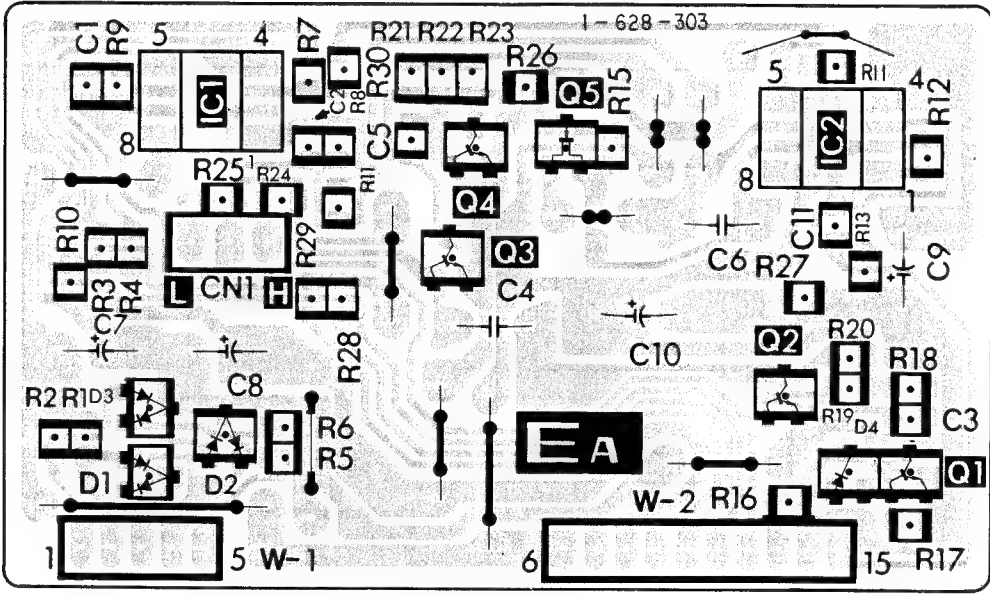 1-628-303
C1 R9 5 4 R7 R21 R22 R23
IC1 R30 R26 Q5 R15
5 R11 4 R12
C2 R8 C5
8 1 IC2
R25 R24 R11 8 1
Q4
R10 R29 Q3 C6 C11 R13 C9
R3 R4 L CN1 H C4 R27
C7 R28 C10 Q2 R20
C8 R18
R2 R1 D3 R6 R19 D4 C3
R5
D1 D2 E A W-2 R16 Q1
1 5 W-1 6 15 R17